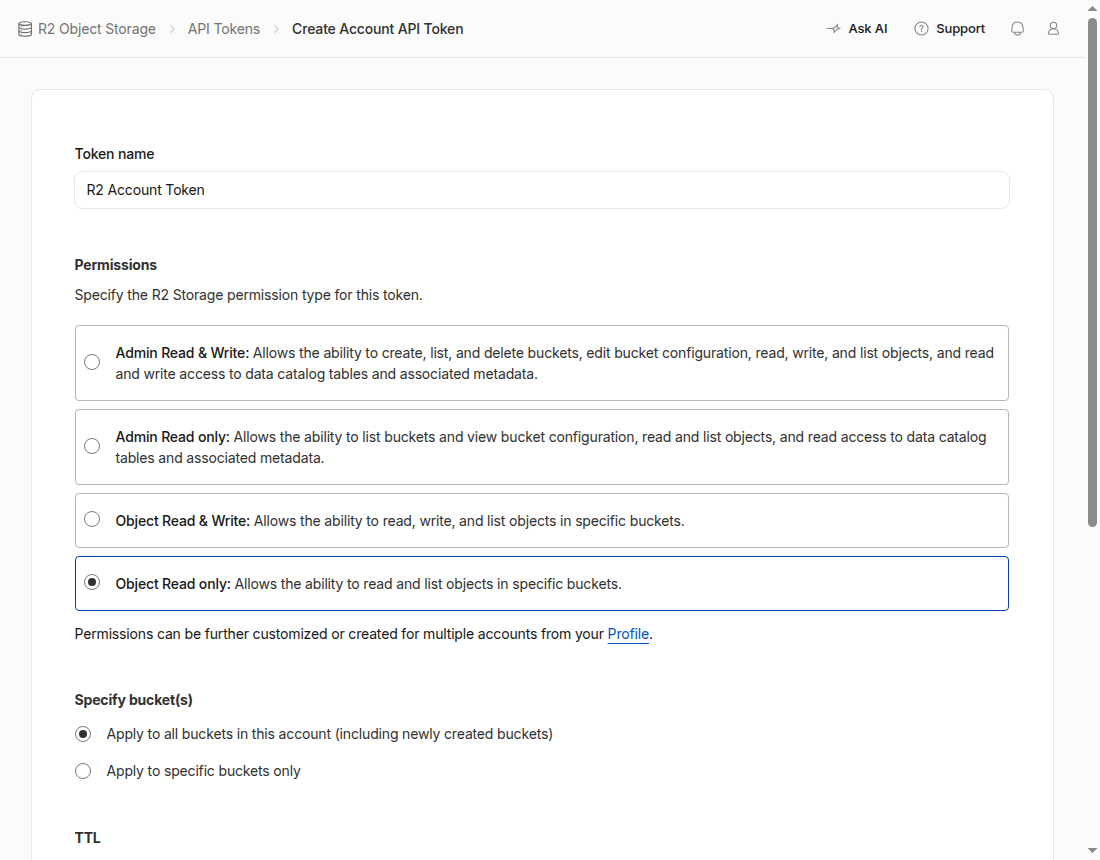 R2 Object Storage > API Tokens > Create Account API Token
Ask AI
Support
Token name
R2 Account Token
Permissions
Specify the R2 Storage permission type for this token.
Admin Read & Write: Allows the ability to create, list, and delete buckets, edit bucket configuration, read, write, and list objects, and read
and write access to data catalog tables and associated metadata.
Admin Read only: Allows the ability to list buckets and view bucket configuration, read and list objects, and read access to data catalog
tables and associated metadata.
Object Read & Write: Allows the ability to read, write, and list objects in specific buckets.
Object Read only: Allows the ability to read and list objects in specific buckets.
Permissions can be further customized or created for multiple accounts from your Profile.
Specify bucket(s)
Apply to all buckets in this account (including newly created buckets)
Apply to specific buckets only
TTL